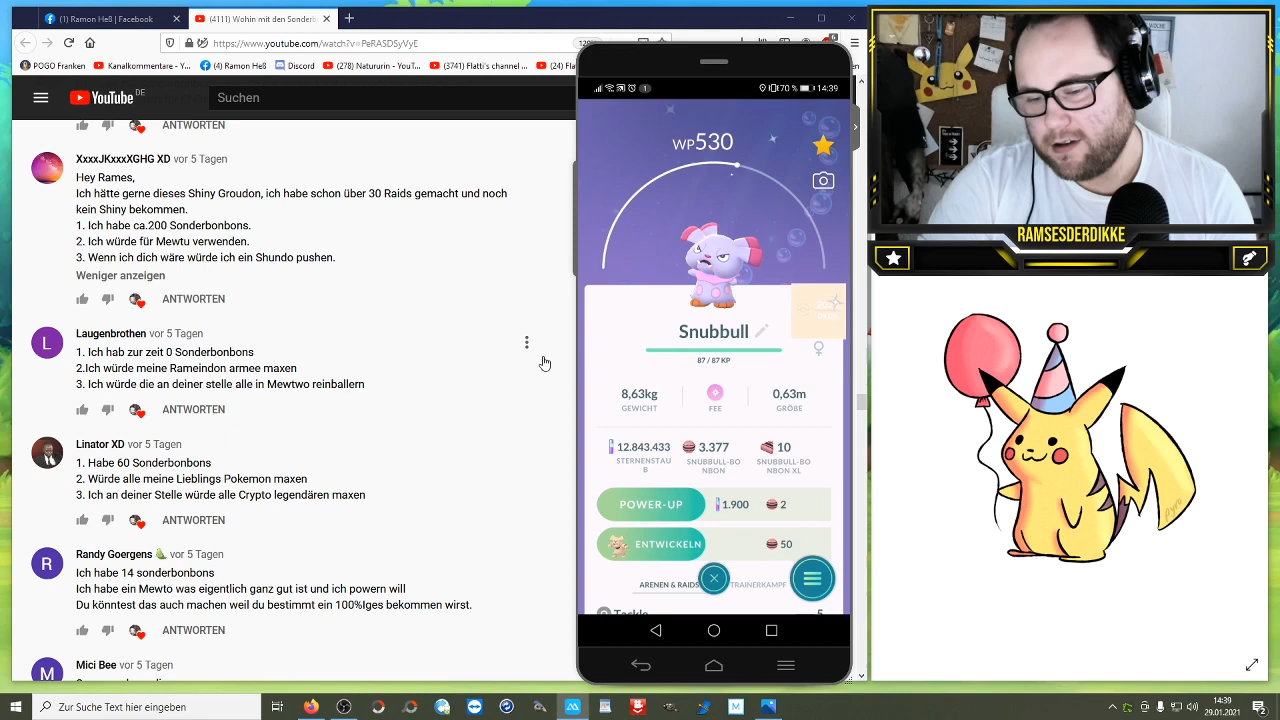 (1) Ramon Heß | Facebook
(4111) Wohin mit den Sonderb
https://www.youtube.com/watch?v=PeRASDSyVyE
POGO Franken
Kanalkommentare - Y...
(4) Ramon Heß
Discord
(278) Natururin - YouT...
(3741) Flatti's channel ...
(24) Fla
YouTube DE
Suchen
ANTWORTEN
XxxxJKxxxXGHG XD vor 5 Tagen
Hey Rames,
Ich hätte gerne dieses Shiny Groudon, ich habe schon über 30 Raids gemacht und noch
kein Shiny bekommen.
1. Ich habe ca.200 Sonderbonbons.
2. Ich würde für Mewtu verwenden.
3. Wenn ich dich wäre würde ich ein Shundo pushen.
Weniger anzeigen
ANTWORTEN
L
Laugenbrothen vor 5 Tagen
1. Ich hab zur zeit 0 Sonderbonbons
2.Ich würde meine Rameindon armee maxen
3. Ich würde die an deiner stelle alle in Mewtwo reinballern
ANTWORTEN
Linator XD vor 5 Tagen
1. Habe 60 Sonderbonbons
2. Würde alle meine Lieblings Pokemon maxen
3. Ich an deiner Stelle würde alle Crypto legendären maxen
ANTWORTEN
R
Randy Goergens vor 5 Tagen
Ich habe 14 sonderbonbons
Ich habe ein Mewto was eigentlich ganz gut ist und ich powern will
Du könntest das auch machen weil du bestimmt ein 100%Iges bekommen wirst.
ANTWORTEN
M
Mici Bee vor 5 Tagen
1
70 %
14:39
WP530
Snubbull
87 / 87 KP
8,63kg
GEWICHT
FEE
0,63m
GRÖßE
12.843.433
STERNENSTAU
B
3.377
SNUBBULL-BO
NBON
10
SNUBBULL-BO
NBON XL
POWER-UP
1.900
2
ENTWICKELN
50
ARENEN & RAIDS
TRAINERKAMPF
Tackle
5
RAMSESDERDIKKE
pyro
Zur Suche Text hier eingeben
14:39
29.01.2021
2